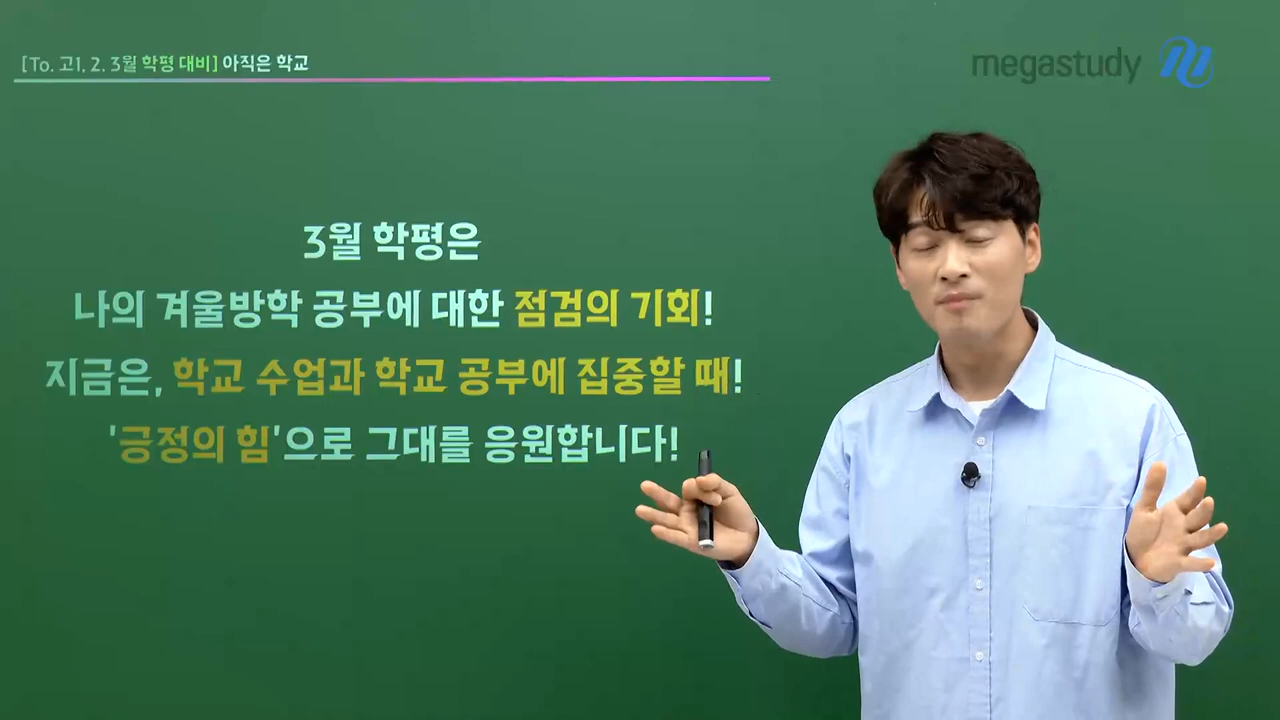 [To. 고1, 2. 3월 학평 대비] 아직은 학교
megastudy
3월 학평은
나의 겨울방학 공부에 대한 점검의 기회!
지금은, 학교 수업과 학교 공부에 집중할 때!
'긍정의 힘'으로 그대를 응원합니다!